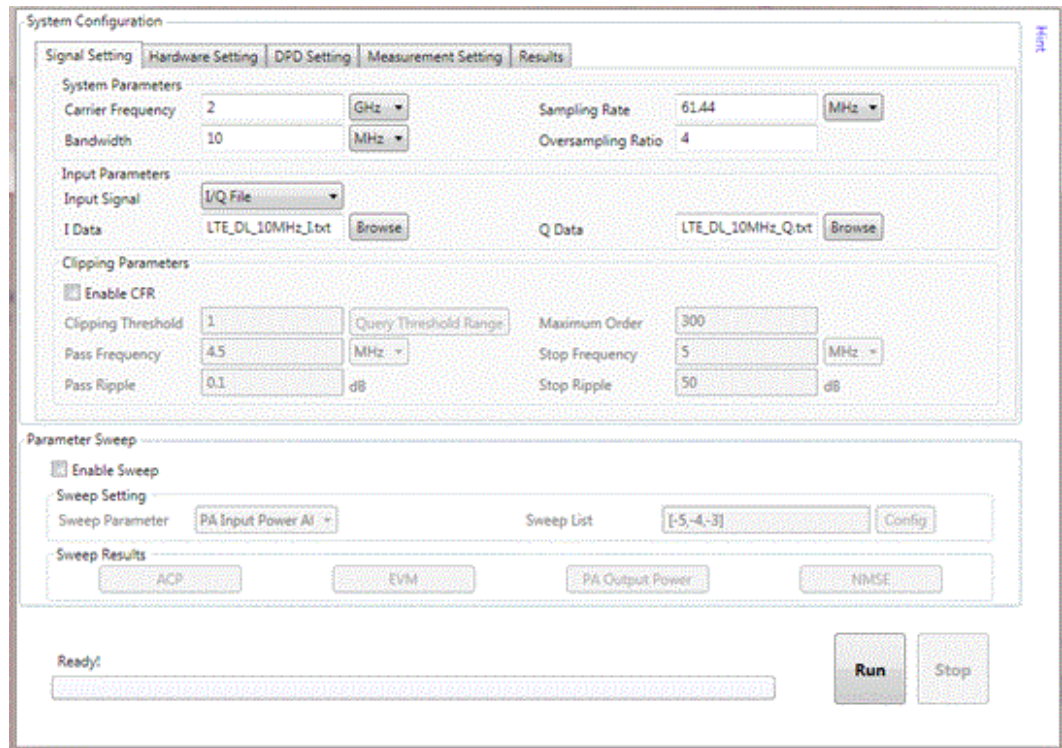 System Configuration
Hint
Signal Setting Hardware Setting DPD Setting Measurement Setting Results
System Parameters
Carrier Frequency 2 GHz Sampling Rate 61.44 MHz
Bandwidth 10 MHz Oversampling Ratio 4
Input Parameters
Input Signal I/Q File
I Data LTE_DL_10MHz_I.txt Browse Q Data LTE_DL_10MHz_Q.txt Browse
Clipping Parameters
Enable CFR
Clipping Threshold 1 Query Threshold Range Maximum Order 300
Pass Frequency 4.5 MHz Stop Frequency 5 MHz
Pass Ripple 0.1 dB Stop Ripple 50 dB
Parameter Sweep
Enable Sweep
Sweep Setting
Sweep Parameter PA Input Power Al Sweep List [-5,-4,-3] Config
Sweep Results
ACP EVM PA Output Power NMSE
Ready!
Run Stop